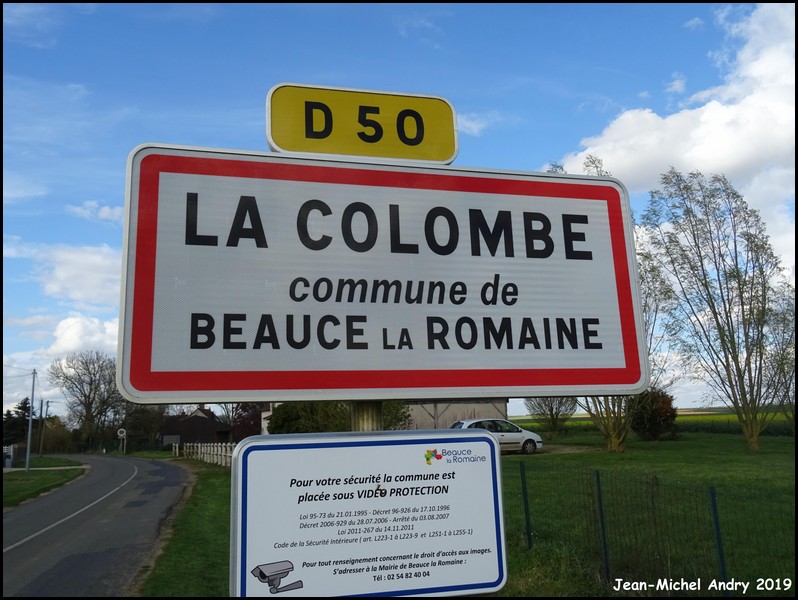 D 50
LA COLOMBE
commune de
BEAUCE LA ROMAINE
Beauce
la Romaine
Pour votre sécurité la commune est
placée sous VIDÉO PROTECTION
Loi 95-73 du 21.01.1995 - Décret 96-926 du 17.10.1996
Décret 2006-929 du 28.07.2006 - Arrêté du 03.08.2007
Loi 2011-267 du 14.11.2011
Code de la Sécurité Intérieure ( art. L223-1 à L223-9 et L251-1 à L255-1)
Pour tout renseignement concernant le droit d'accès aux images.
S'adresser à la Mairie de Beauce la Romaine :
Tél : 02 54 82 40 04
Jean-Michel Andry 2019